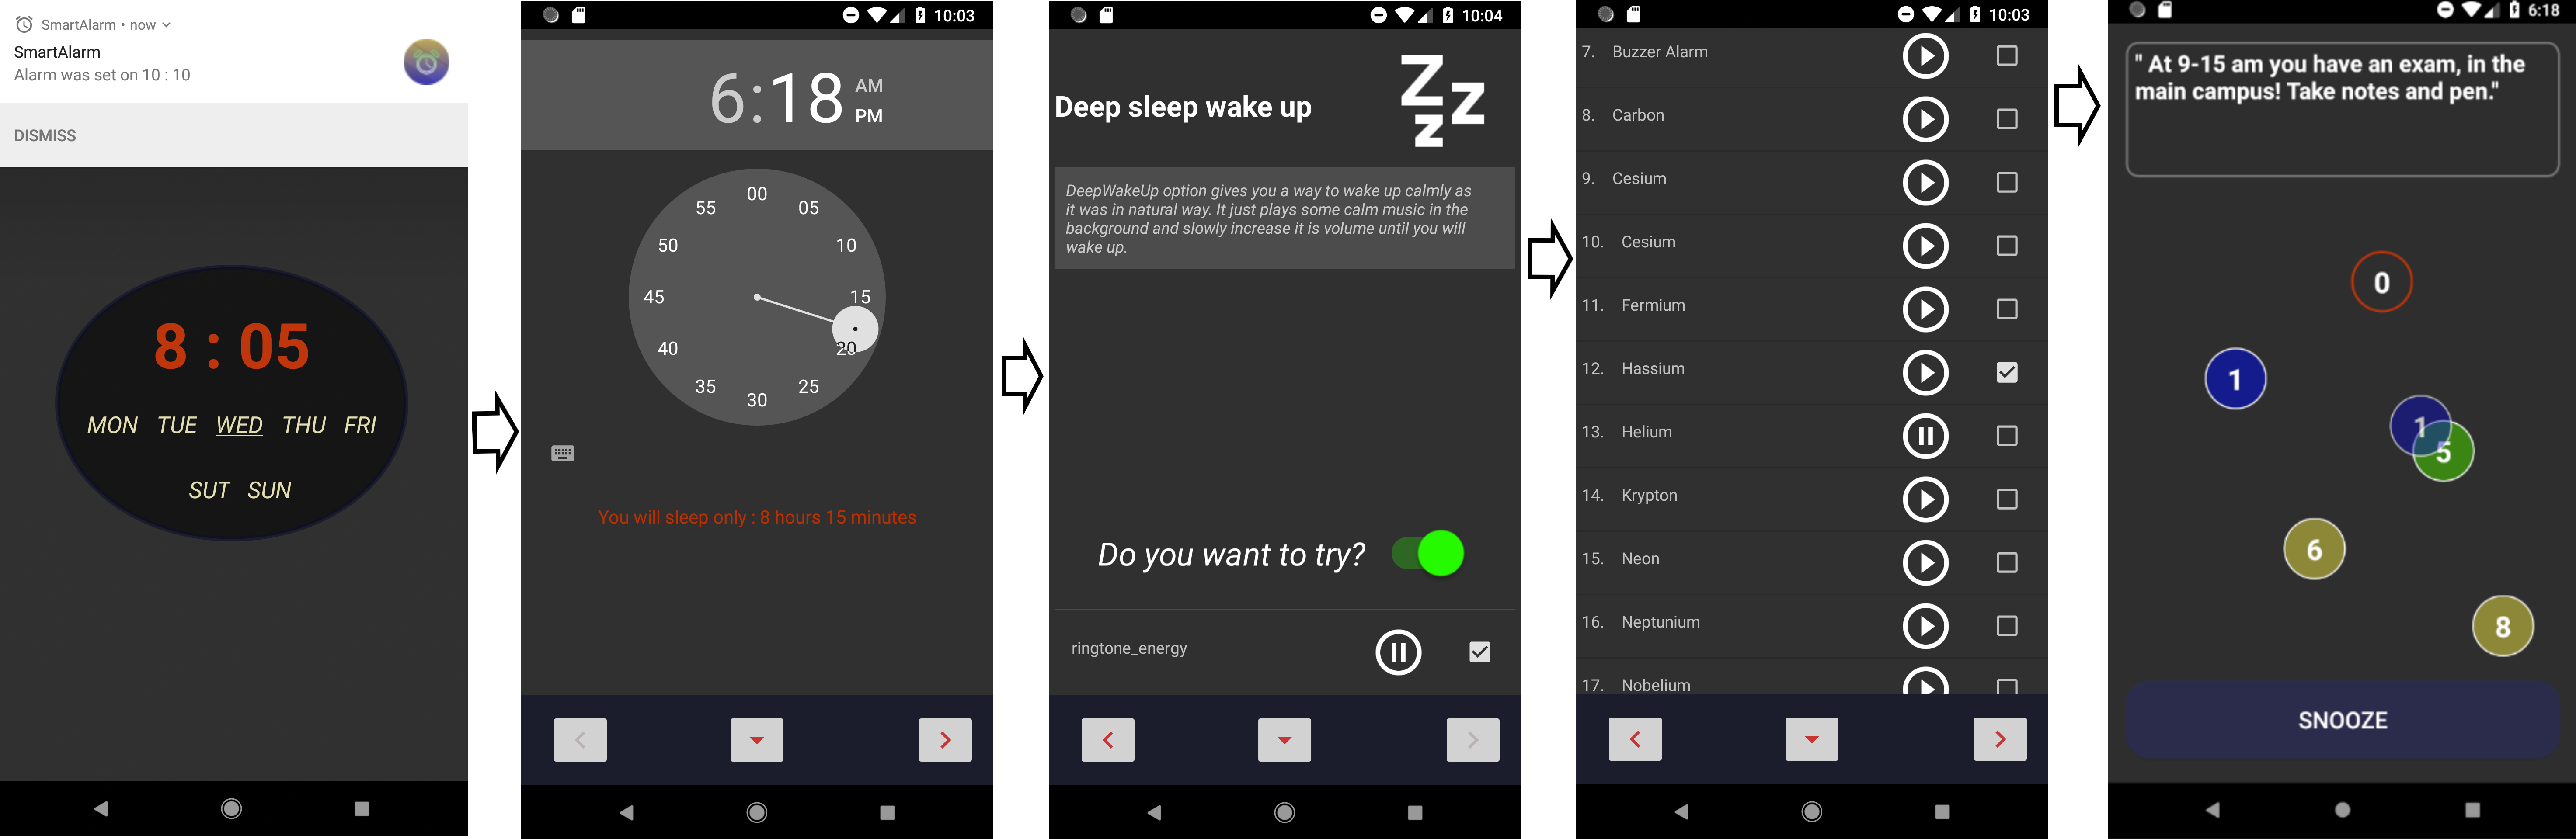 SmartAlarm • now
SmartAlarm
Alarm was set on 10 : 10
DISMISS
8 : 05
MON TUE WED THU FRI
SUT SUN
10:03
6:18
AM
PM
00
55 05
50 10
45 15
40 20
35 25
30
You will sleep only : 8 hours 15 minutes
10:04
Z
Z
z
Deep sleep wake up
DeepWakeUp option gives you a way to wake up calmly as
it was in natural way. It just plays some calm music in the
background and slowly increase it is volume until you will
wake up.
Do you want to try?
ringtone_energy
10:03
7. Buzzer Alarm
8. Carbon
9. Cesium
10. Cesium
11. Fermium
12. Hassium
13. Helium
14. Krypton
15. Neon
16. Neptunium
17. Nobelium
6:18
" At 9-15 am you have an exam, in the
main campus! Take notes and pen."
0
1
1
5
6
8
SNOOZE